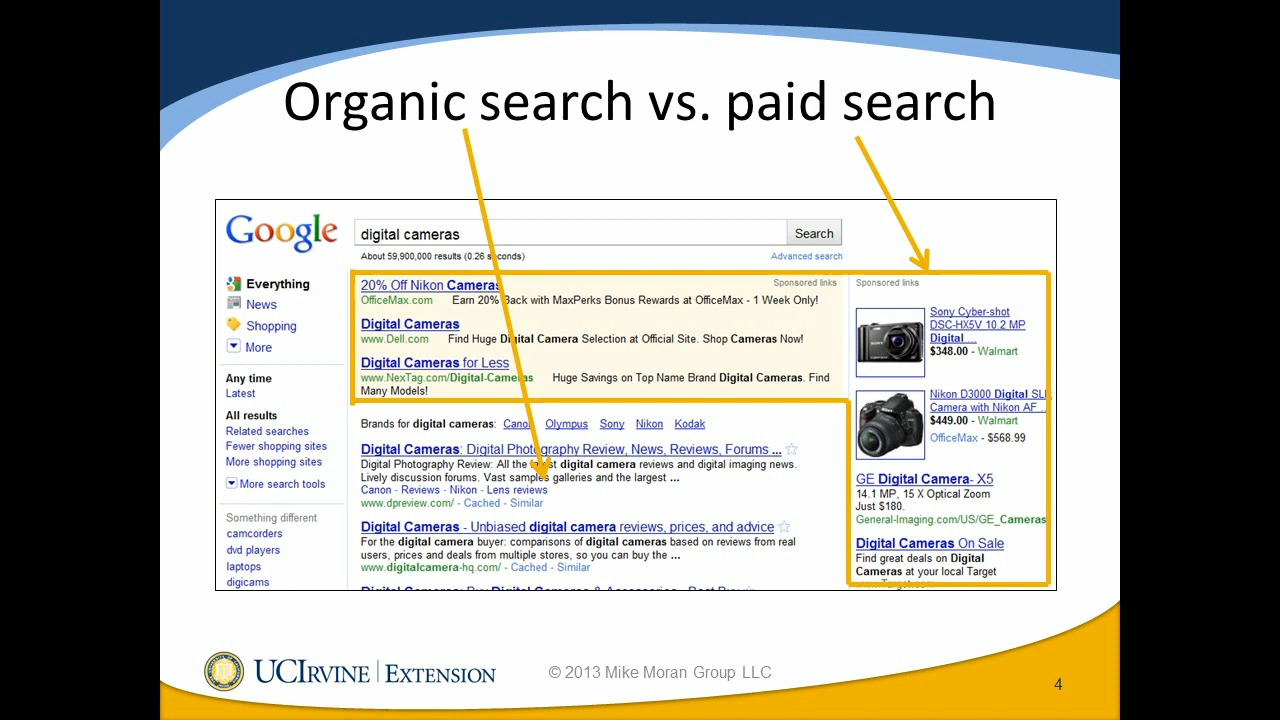 Organic search vs. paid search
Google
digital cameras
Search
About 59,900,000 results (0.26 seconds)
Advanced search
Everything
News
Shopping
More
Any time
Latest
All results
Related searches
Fewer shopping sites
More shopping sites
More search tools
Something different
camcorders
dvd players
laptops
digicams
20% Off Nikon Cameras
Sponsored links
OfficeMax.com Earn 20% Back with MaxPerks Bonus Rewards at OfficeMax - 1 Week Only!
Digital Cameras
www.Dell.com Find Huge Digital Camera Selection at Official Site. Shop Cameras Now!
Digital Cameras for Less
www.NexTag.com/Digital-Cameras Huge Savings on Top Name Brand Digital Cameras. Find
Many Models!
Brands for digital cameras: Canon Olympus Sony Nikon Kodak
Digital Cameras: Digital Photography Review, News, Reviews, Forums ...
Digital Photography Review: All the latest digital camera reviews and digital imaging news.
Lively discussion forums. Vast samples galleries and the largest ...
Canon - Reviews - Nikon - Lens reviews
www.dpreview.com/ - Cached - Similar
Digital Cameras - Unbiased digital camera reviews, prices, and advice
For the digital camera buyer: comparisons of digital cameras based on reviews from real
users, prices and deals from multiple stores, so you can buy the ...
www.digitalcamera-hq.com/ - Cached - Similar
Digital Cameras: Buy Digital Cameras & Accessories - Best Buy
Sponsored links
Sony Cyber-shot
DSC-HX5V 10.2 MP
Digital ...
$348.00 - Walmart
Nikon D3000 Digital SLR
Camera with Nikon AF ...
$449.00 - Walmart
OfficeMax - $568.99
GE Digital Camera- X5
14.1 MP, 15 X Optical Zoom
Just $180.
General-Imaging.com/US/GE_Cameras
Digital Cameras On Sale
Find great deals on Digital
Cameras at your local Target
www.Target.com
UCIRVINE | EXTENSION
© 2013 Mike Moran Group LLC
4